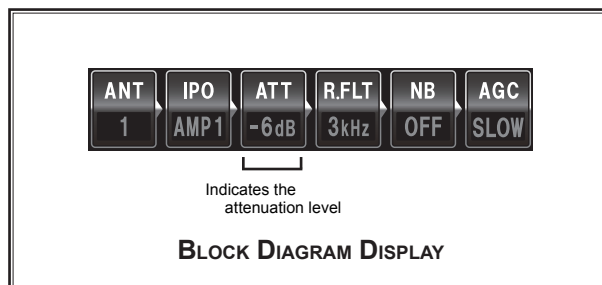 ANT IPO ATT R.FLT NB AGC
1 AMP1 -6dB 3kHz OFF SLOW
Indicates the
attenuation level
BLOCK DIAGRAM DISPLAY